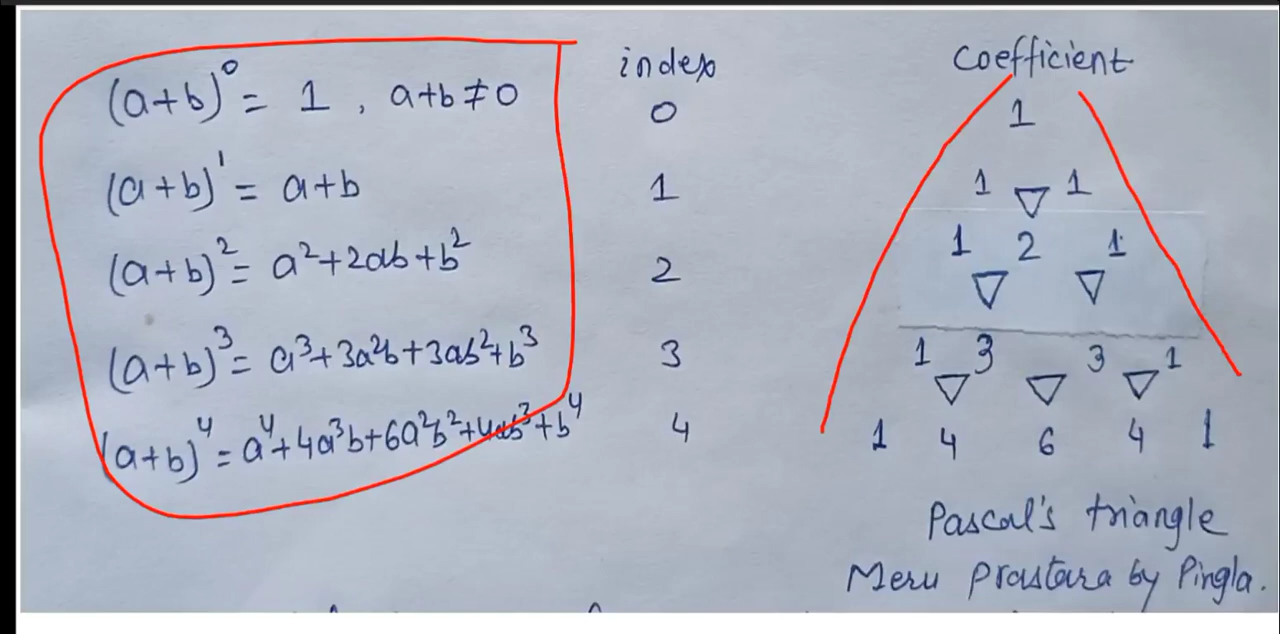 index coefficient
(a+b)⁰ = 1 , a+b ≠ 0 0 1
(a+b)¹ = a+b 1 1 1
(a+b)² = a²+2ab+b² 2 1 2 1
(a+b)³ = a³+3a²b+3ab²+b³ 3 1 3 3 1
(a+b)⁴ = a⁴+4a³b+6a²b²+4ab³+b⁴ 4 1 4 6 4 1
Pascal's triangle
Meru prastara by Pingla.